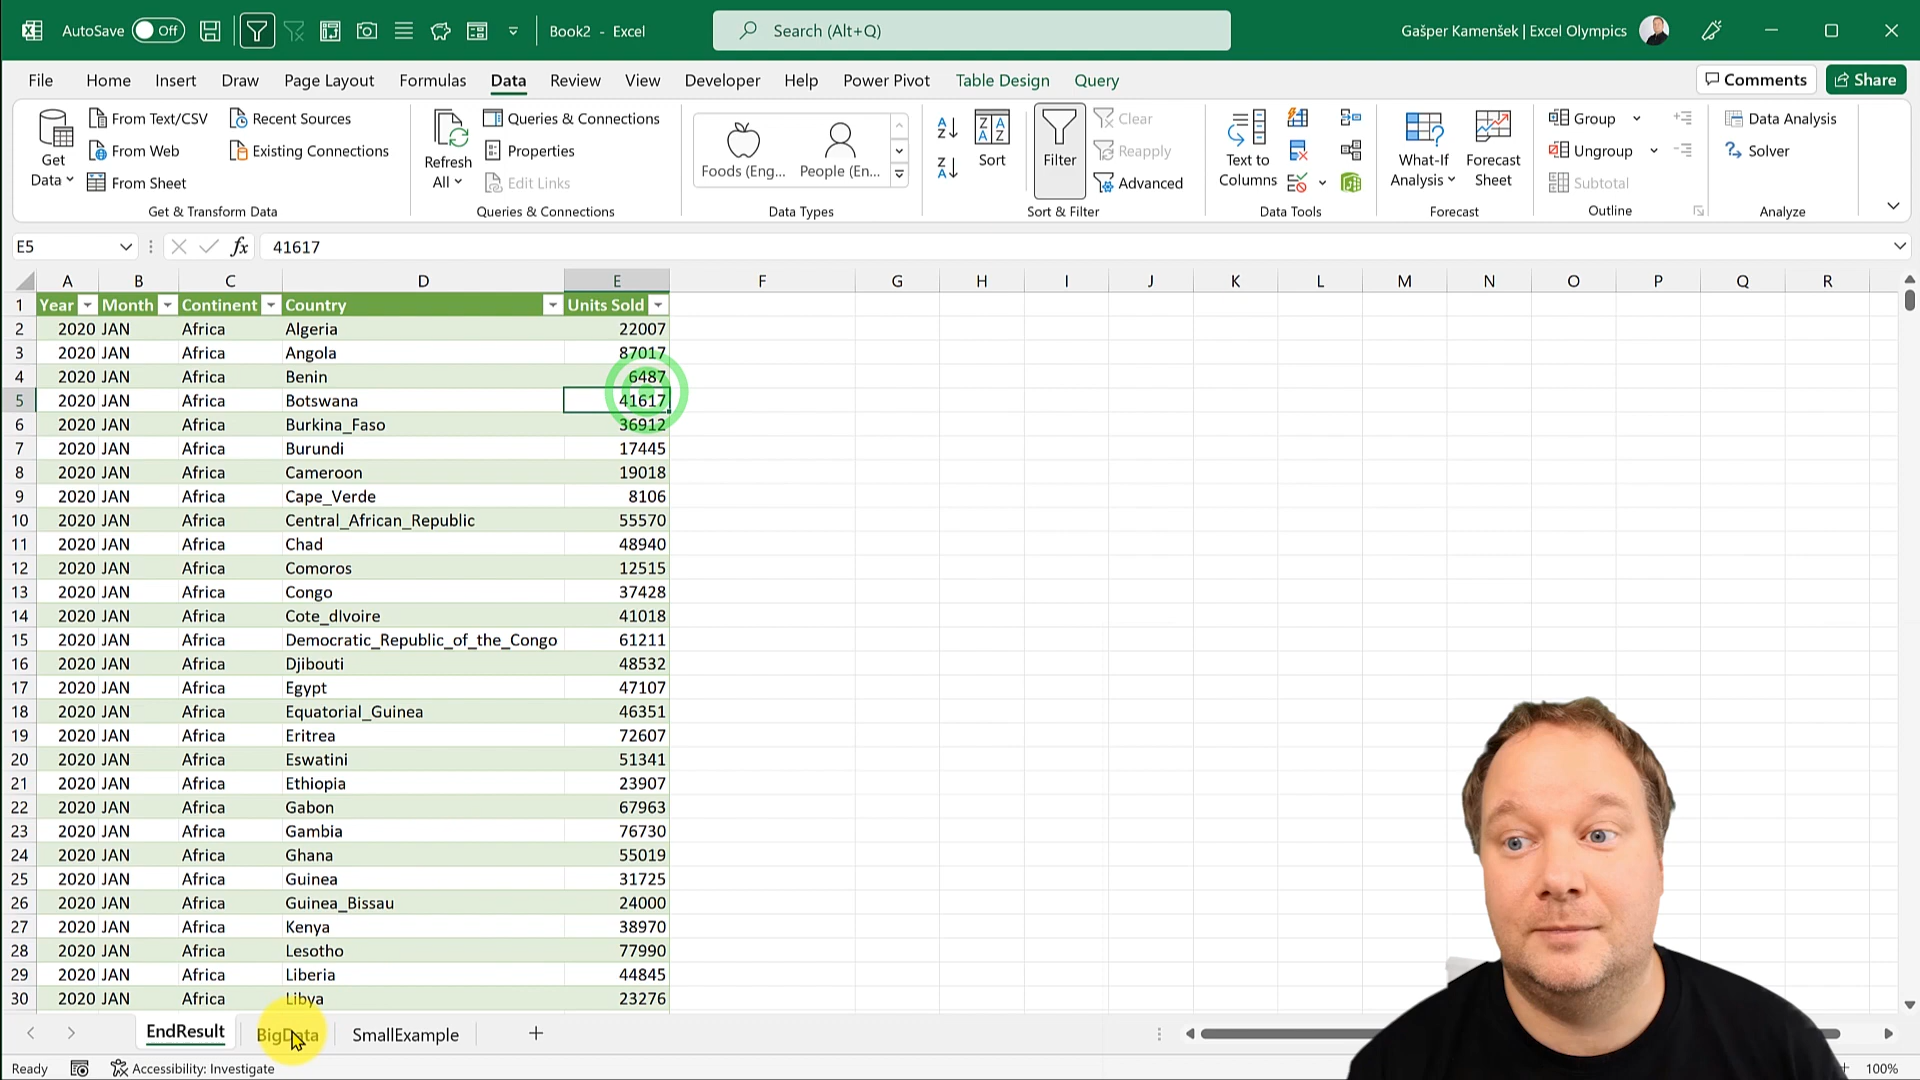 AutoSave Off Book2 - Excel Search (Alt+Q) Gašper Kamenšek | Excel Olympics
File Home Insert Draw Page Layout Formulas Data Review View Developer Help Power Pivot Table Design Query Comments Share
Get Data
From Text/CSV
From Web
From Sheet
Recent Sources
Existing Connections
Get & Transform Data
Refresh All
Queries & Connections
Properties
Edit Links
Queries & Connections
Foods (Eng... People (En...
Data Types
Sort
Filter
Clear
Reapply
Advanced
Sort & Filter
Text to Columns
Data Tools
What-If Analysis
Forecast Sheet
Forecast
Group
Ungroup
Subtotal
Outline
Data Analysis
Solver
Analyze
E5 fx 41617
A B C D E F G H I J K L M N O P Q R
1 Year Month Continent Country Units Sold
2 2020 JAN Africa Algeria 22007
3 2020 JAN Africa Angola 87017
4 2020 JAN Africa Benin 6487
5 2020 JAN Africa Botswana 41617
6 2020 JAN Africa Burkina_Faso 36912
7 2020 JAN Africa Burundi 17445
8 2020 JAN Africa Cameroon 19018
9 2020 JAN Africa Cape_Verde 8106
10 2020 JAN Africa Central_African_Republic 55570
11 2020 JAN Africa Chad 48940
12 2020 JAN Africa Comoros 12515
13 2020 JAN Africa Congo 37428
14 2020 JAN Africa Cote_dIvoire 41018
15 2020 JAN Africa Democratic_Republic_of_the_Congo 61211
16 2020 JAN Africa Djibouti 48532
17 2020 JAN Africa Egypt 47107
18 2020 JAN Africa Equatorial_Guinea 46351
19 2020 JAN Africa Eritrea 72607
20 2020 JAN Africa Eswatini 51341
21 2020 JAN Africa Ethiopia 23907
22 2020 JAN Africa Gabon 67963
23 2020 JAN Africa Gambia 76730
24 2020 JAN Africa Ghana 55019
25 2020 JAN Africa Guinea 31725
26 2020 JAN Africa Guinea_Bissau 24000
27 2020 JAN Africa Kenya 38970
28 2020 JAN Africa Lesotho 77990
29 2020 JAN Africa Liberia 44845
30 2020 JAN Africa Libya 23276
EndResult BigData SmallExample
Ready Accessibility: Investigate 100%